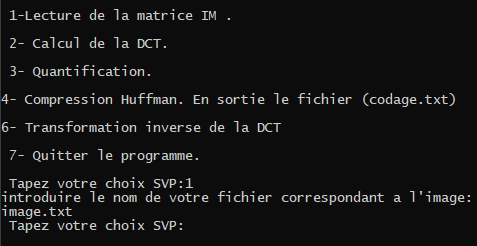 1-Lecture de la matrice IM .
2- Calcul de la DCT.
3- Quantification.
4- Compression Huffman. En sortie le fichier (codage.txt)
6- Transformation inverse de la DCT
7- Quitter le programme.
Tapez votre choix SVP:1
introduire le nom de votre fichier correspondant a l'image:
image.txt
Tapez votre choix SVP: